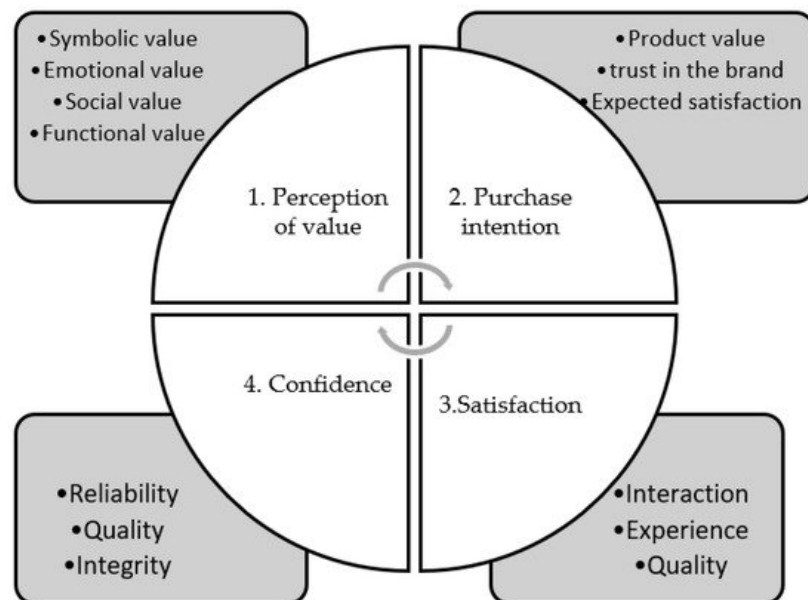 •Symbolic value
•Emotional value
•Social value
•Functional value
•Product value
•trust in the brand
•Expected satisfaction
1. Perception
of value
2. Purchase
intention
4. Confidence
3.Satisfaction
•Reliability
•Quality
•Integrity
•Interaction
•Experience
•Quality